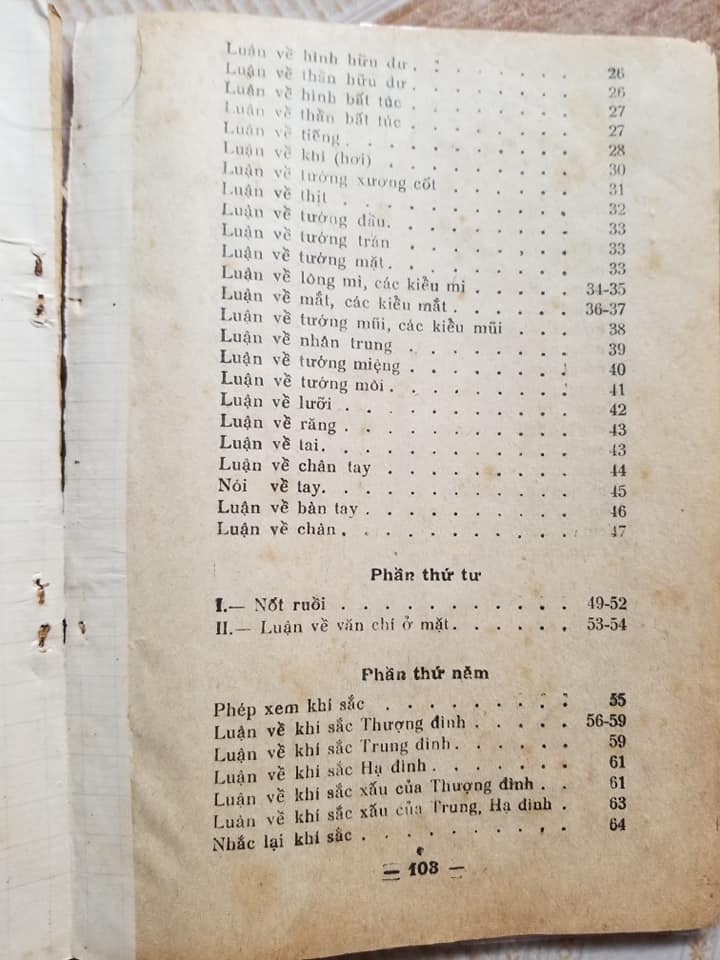 Luận về hình hữu dư . . . . . . . 26
Luận về thần hữu dư . . . . . . . 26
Luận về hình bất túc . . . . . . . 27
Luận về thần bất túc . . . . . . . 27
Luận về tiếng . . . . . . . . . 28
Luận về khí (hơi) . . . . . . . . 30
Luận về tướng xương cốt . . . . . . 31
Luận về thịt . . . . . . . . . 32
Luận về tướng đầu. . . . . . . . 33
Luận về tướng trán . . . . . . . 33
Luận về tướng mặt . . . . . . . . 33
Luận về lông mi, các kiểu mi . . . . . 34-35
Luận về mắt, các kiểu mắt . . . . . . 36-37
Luận về tướng mũi, các kiểu mũi . . . 38
Luận về nhân trung . . . . . . . . 39
Luận về tướng miệng . . . . . . . . 40
Luận về tướng môi . . . . . . . . 41
Luận về lưỡi . . . . . . . . . . 42
Luận về răng . . . . . . . . . . 43
Luận về tai. . . . . . . . . . . 43
Luận về chân tay . . . . . . . . 44
Nói về tay. . . . . . . . . . . 45
Luận về bàn tay . . . . . . . . . 46
Luận về chân . . . . . . . . . . 47
Phần thứ tư
I.— Nốt ruồi . . . . . . . . . . 49-52
II.— Luận về văn chỉ ở mặt. . . . . . 53-54
Phần thứ năm
Phép xem khí sắc . . . . . . . . . 55
Luận về khí sắc Thượng đình . . . . . 56-59
Luận về khí sắc Trung đình . . . . . . 59
Luận về khí sắc Hạ đình . . . . . . . 61
Luận về khí sắc xấu của Thượng đình . . 61
Luận về khí sắc xấu của Trung, Hạ đình . 63
Nhắc lại khí sắc . . . . . . . . . 64
— 103 —